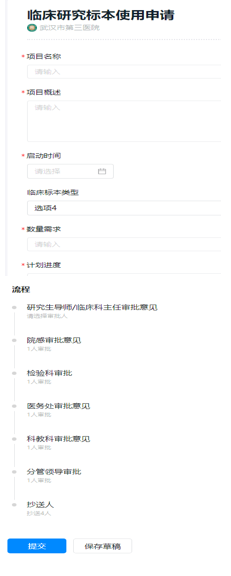 临床研究标本使用申请
武汉市第三医院
* 项目名称
请输入
* 项目概述
请输入
* 启动时间
请选择
临床标本类型
选项4
* 数量需求
请输入
* 计划进度
流程
研究生导师/临床科主任审批意见
请选择审批人
院感审批意见
1人审批
检验科审批
1人审批
医务处审批意见
1人审批
科教科审批意见
1人审批
分管领导审批
1人审批
抄送人
抄送4人
提交
保存草稿